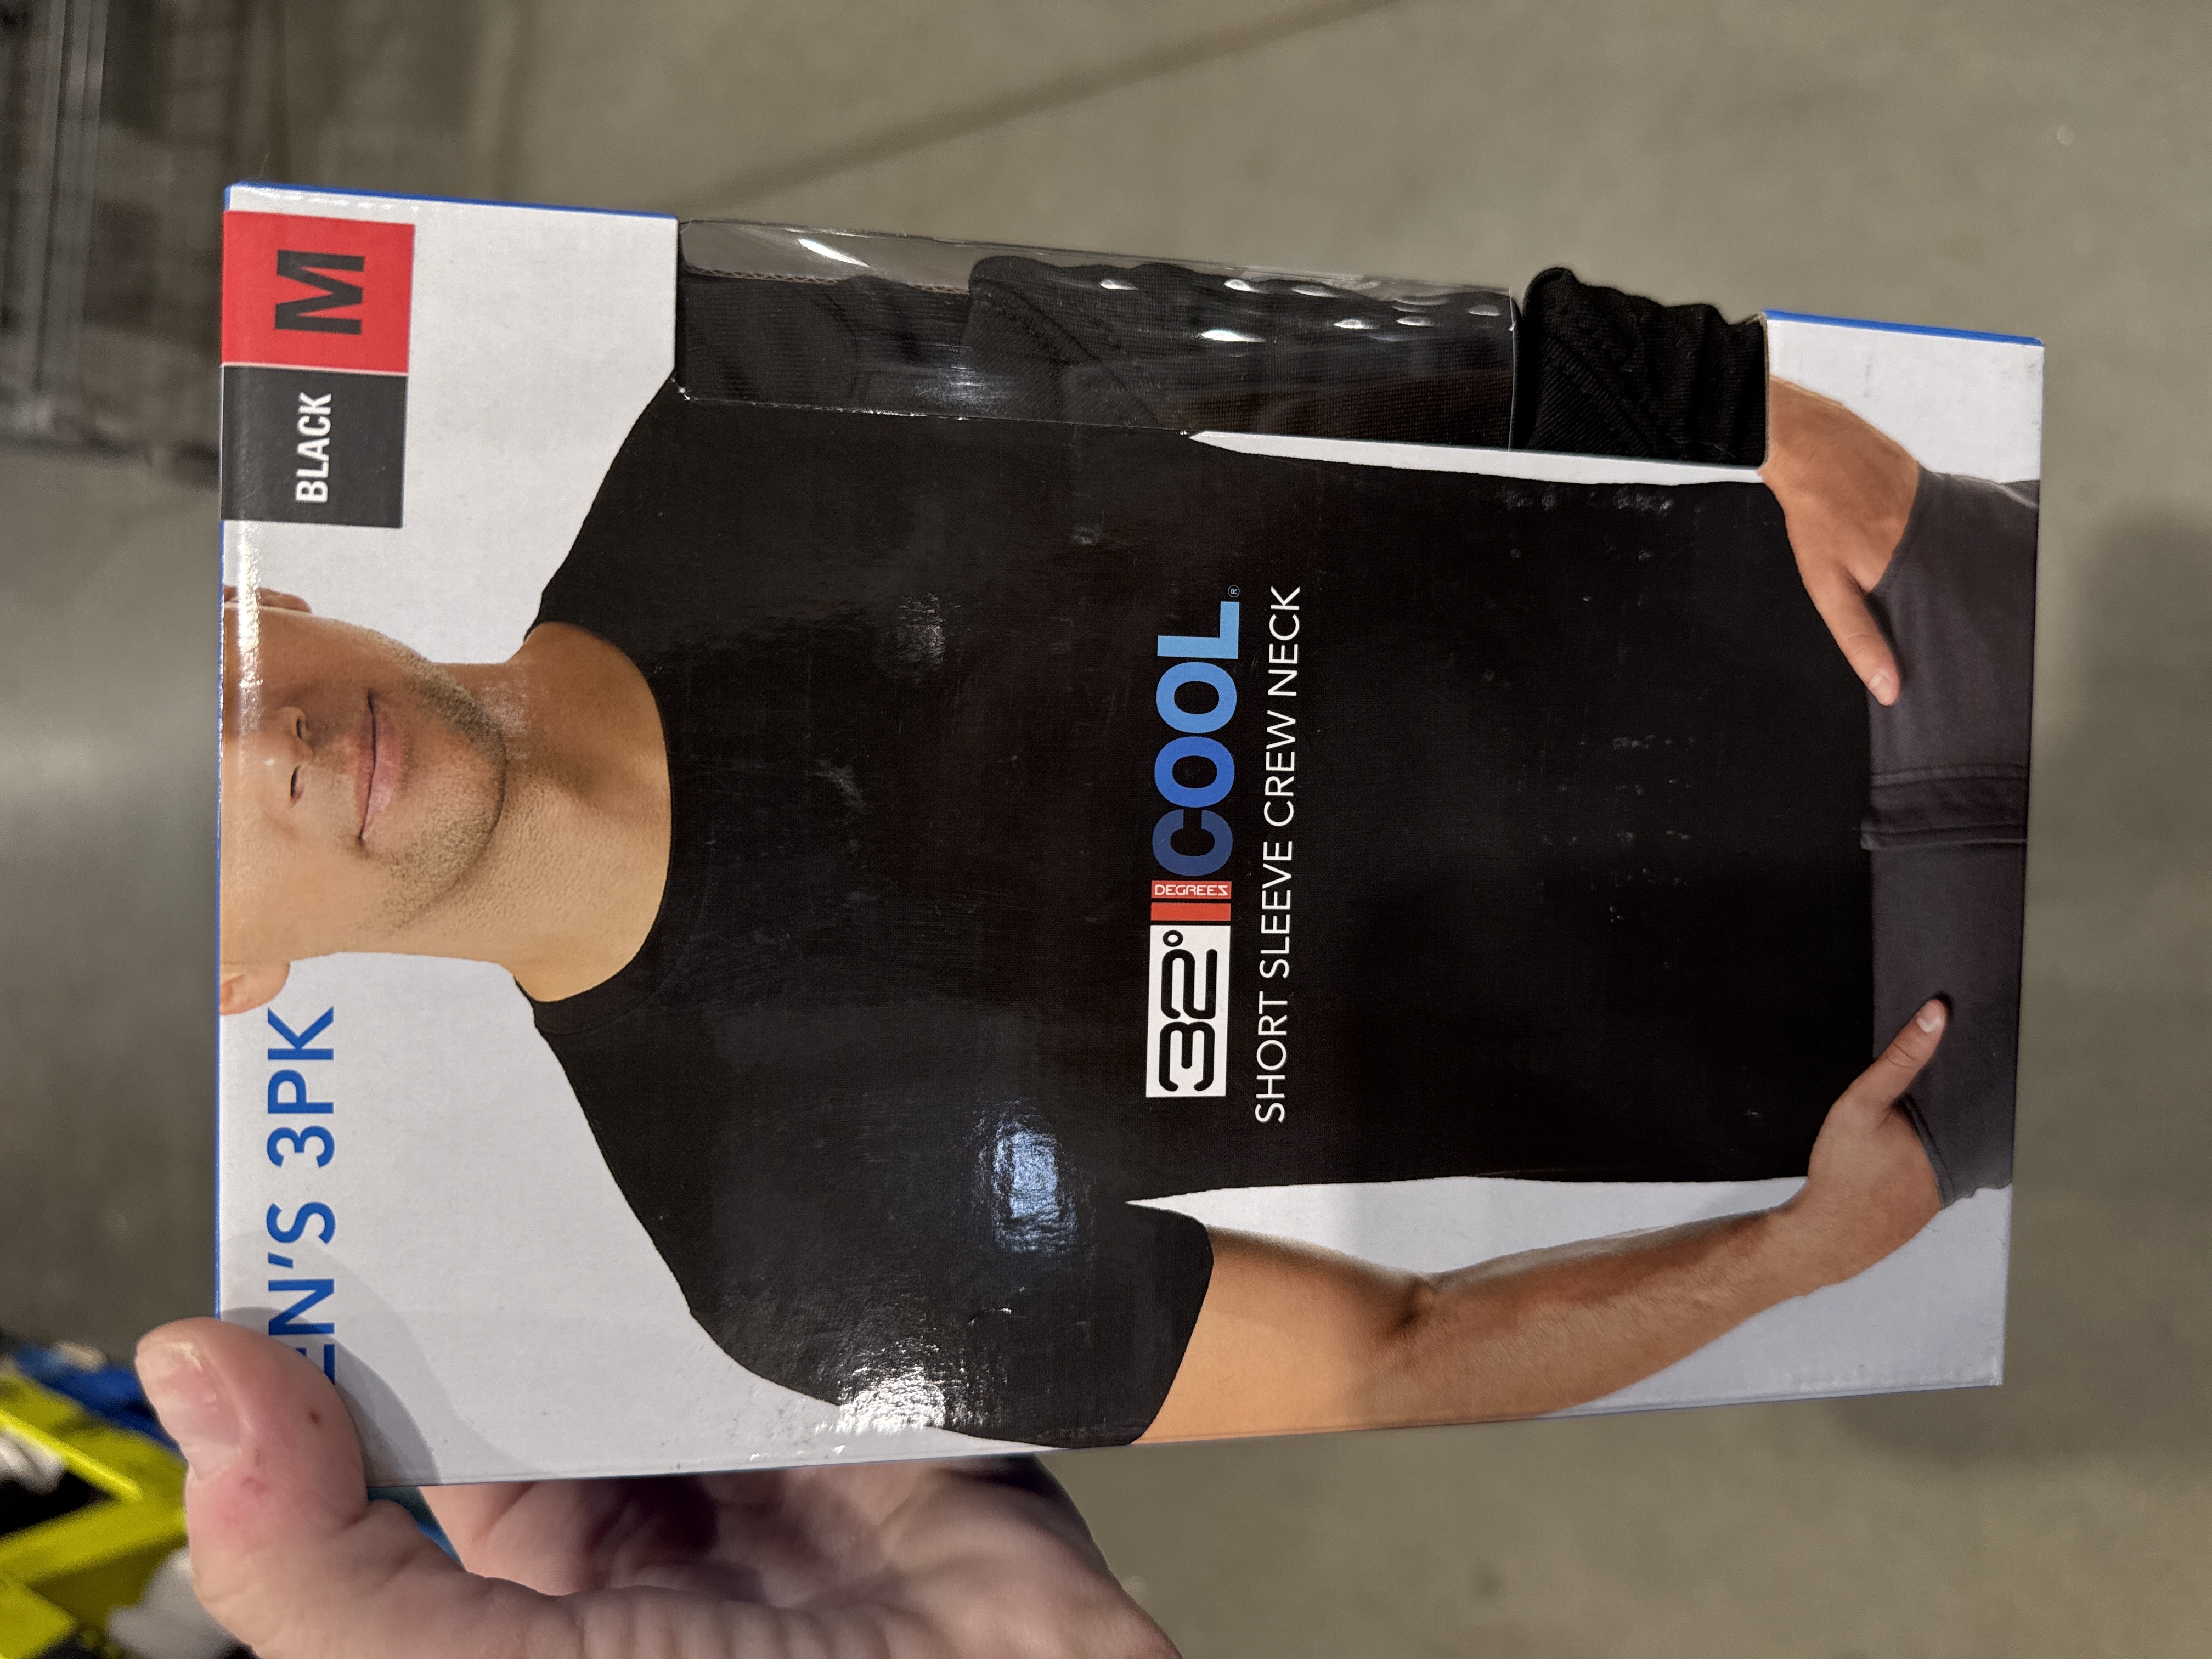 EN'S 3PK
BLACK
M
32° DEGREES COOL®
SHORT SLEEVE CREW NECK